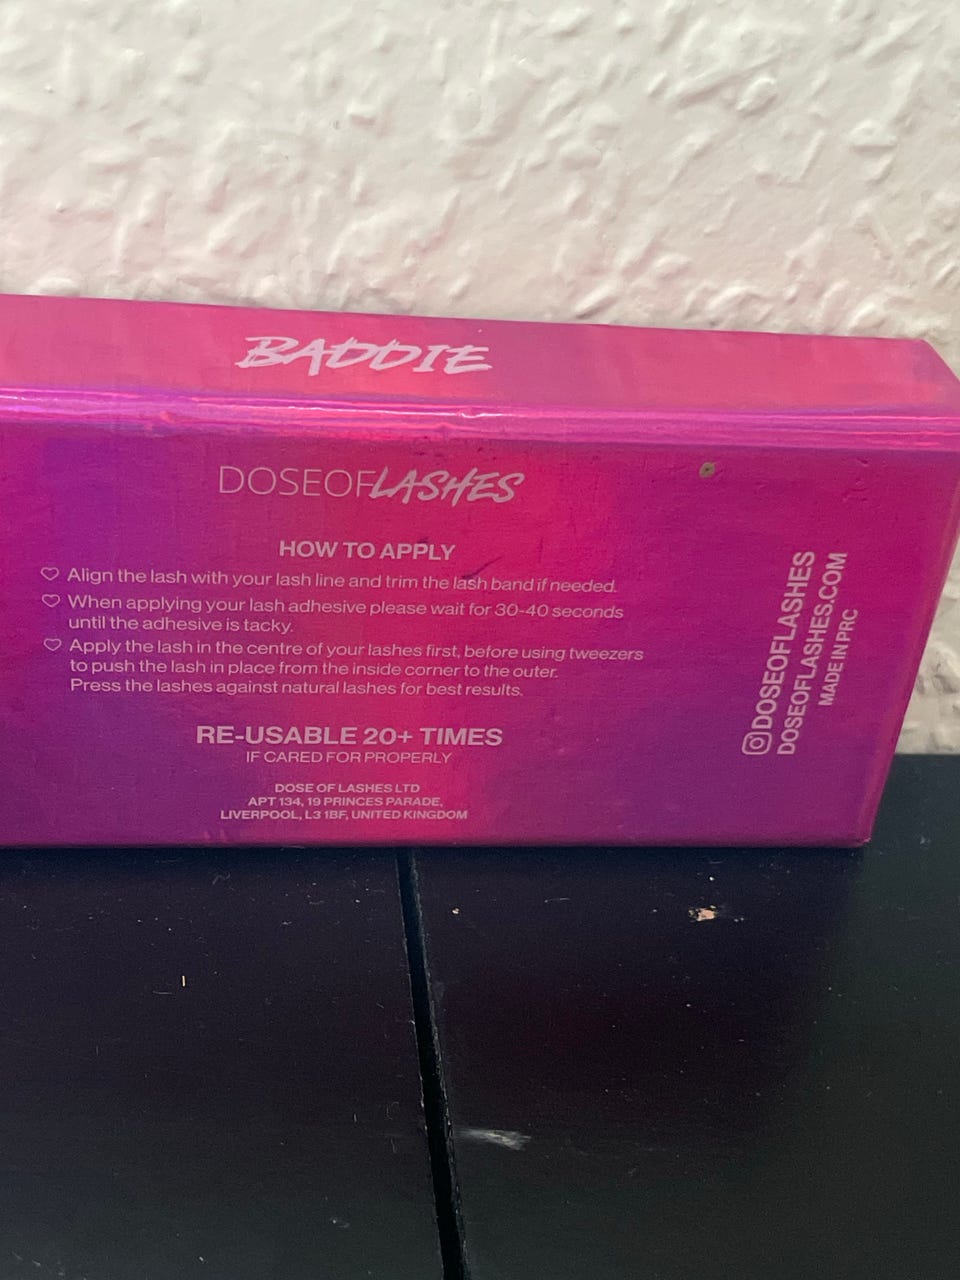 BADDIE
DOSEOFLASHES
HOW TO APPLY
Align the lash with your lash line and trim the lash band if needed.
When applying your lash adhesive please wait for 30-40 seconds
until the adhesive is tacky.
Apply the lash in the centre of your lashes first, before using tweezers
to push the lash in place from the inside corner to the outer.
Press the lashes against natural lashes for best results.
RE-USABLE 20+ TIMES
IF CARED FOR PROPERLY
DOSE OF LASHES LTD
APT 134, 19 PRINCES PARADE,
LIVERPOOL, L3 1BF, UNITED KINGDOM
DOSEOFLASHES
DOSEOFLASHES.COM
MADE IN PRC